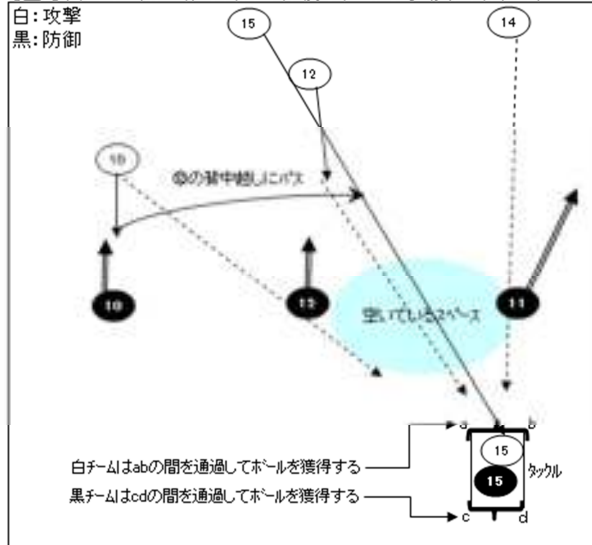 白：攻撃
黒：防御
15
14
12
10
⑫の背中越しにパス
10
12
11
空いているスペース
a
b
15
白チームはabの間を通過してボールを獲得する
タックル
15
黒チームはcdの間を通過してボールを獲得する
c
d